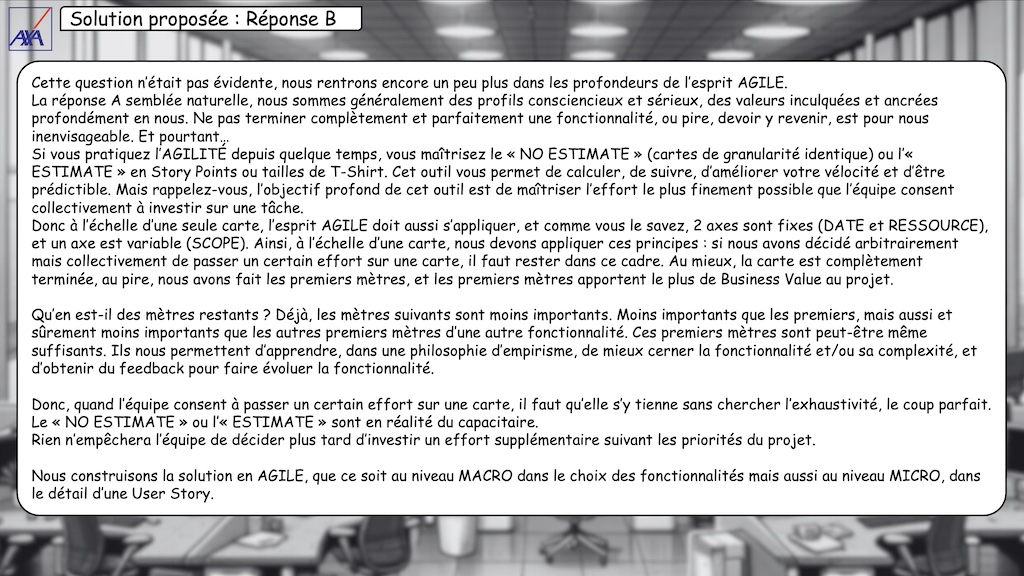 AXA
Solution proposée : Réponse B
Cette question n'était pas évidente, nous rentrons encore un peu plus dans les profondeurs de l'esprit AGILE.
La réponse A semblée naturelle, nous sommes généralement des profils consciencieux et sérieux, des valeurs inculquées et ancrées
profondément en nous. Ne pas terminer complètement et parfaitement une fonctionnalité, ou pire, devoir y revenir, est pour nous
inenvisageable. Et pourtant…
Si vous pratiquez l'AGILITÉ depuis quelque temps, vous maîtrisez le « NO ESTIMATE » (cartes de granularité identique) ou l'«
ESTIMATE » en Story Points ou tailles de T-Shirt. Cet outil vous permet de calculer, de suivre, d'améliorer votre vélocité et d'être
prédictible. Mais rappelez-vous, l'objectif profond de cet outil est de maîtriser l'effort le plus finement possible que l'équipe consent
collectivement à investir sur une tâche.
Donc à l'échelle d'une seule carte, l'esprit AGILE doit aussi s'appliquer, et comme vous le savez, 2 axes sont fixes (DATE et RESSOURCE),
et un axe est variable (SCOPE). Ainsi, à l'échelle d'une carte, nous devons appliquer ces principes : si nous avons décidé arbitrairement
mais collectivement de passer un certain effort sur une carte, il faut rester dans ce cadre. Au mieux, la carte est complètement
terminée, au pire, nous avons fait les premiers mètres, et les premiers mètres apportent le plus de Business Value au projet.
Qu'en est-il des mètres restants ? Déjà, les mètres suivants sont moins importants. Moins importants que les premiers, mais aussi et
sûrement moins importants que les autres premiers mètres d'une autre fonctionnalité. Ces premiers mètres sont peut-être même
suffisants. Ils nous permettent d'apprendre, dans une philosophie d'empirisme, de mieux cerner la fonctionnalité et/ou sa complexité, et
d'obtenir du feedback pour faire évoluer la fonctionnalité.
Donc, quand l'équipe consent à passer un certain effort sur une carte, il faut qu'elle s'y tienne sans chercher l'exhaustivité, le coup parfait.
Le « NO ESTIMATE » ou l'« ESTIMATE » sont en réalité du capacitaire.
Rien n'empêchera l'équipe de décider plus tard d'investir un effort supplémentaire suivant les priorités du projet.
Nous construisons la solution en AGILE, que ce soit au niveau MACRO dans le choix des fonctionnalités mais aussi au niveau MICRO, dans
le détail d'une User Story.